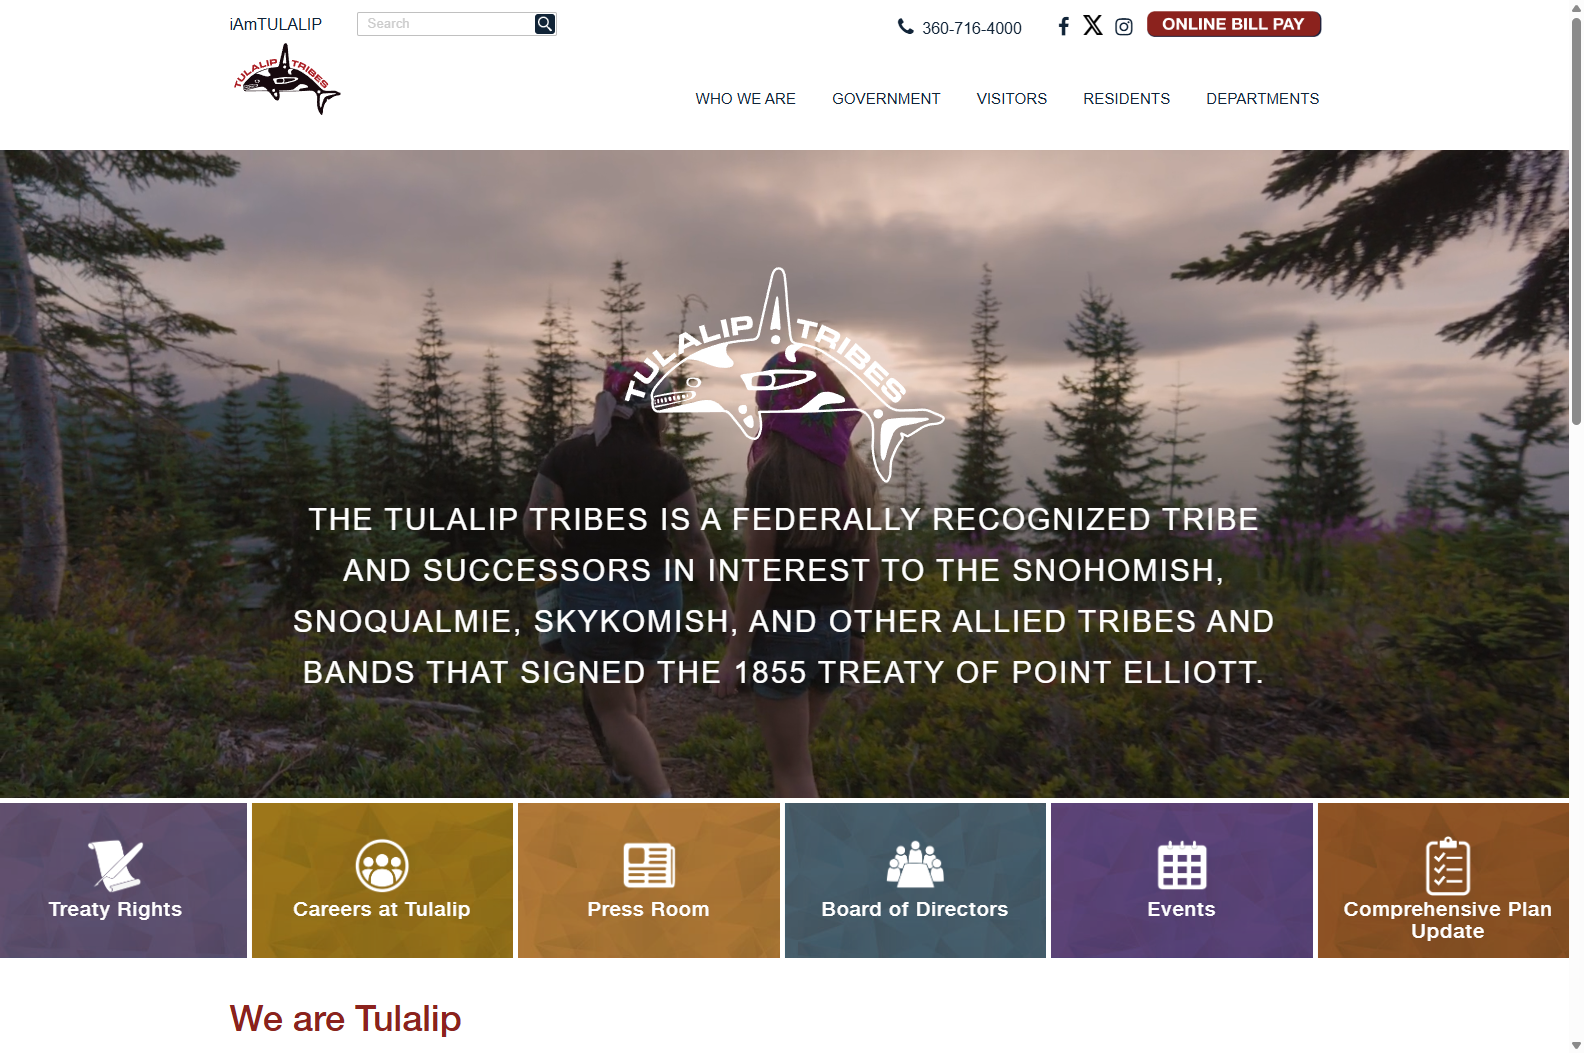 iAmTULALIP
Search
360-716-4000
ONLINE BILL PAY
TULALIP TRIBES
WHO WE ARE
GOVERNMENT
VISITORS
RESIDENTS
DEPARTMENTS
TULALIP TRIBES
THE TULALIP TRIBES IS A FEDERALLY RECOGNIZED TRIBE
AND SUCCESSORS IN INTEREST TO THE SNOHOMISH,
SNOQUALMIE, SKYKOMISH, AND OTHER ALLIED TRIBES AND
BANDS THAT SIGNED THE 1855 TREATY OF POINT ELLIOTT.
Treaty Rights
Careers at Tulalip
Press Room
Board of Directors
Events
Comprehensive Plan
Update
We are Tulalip